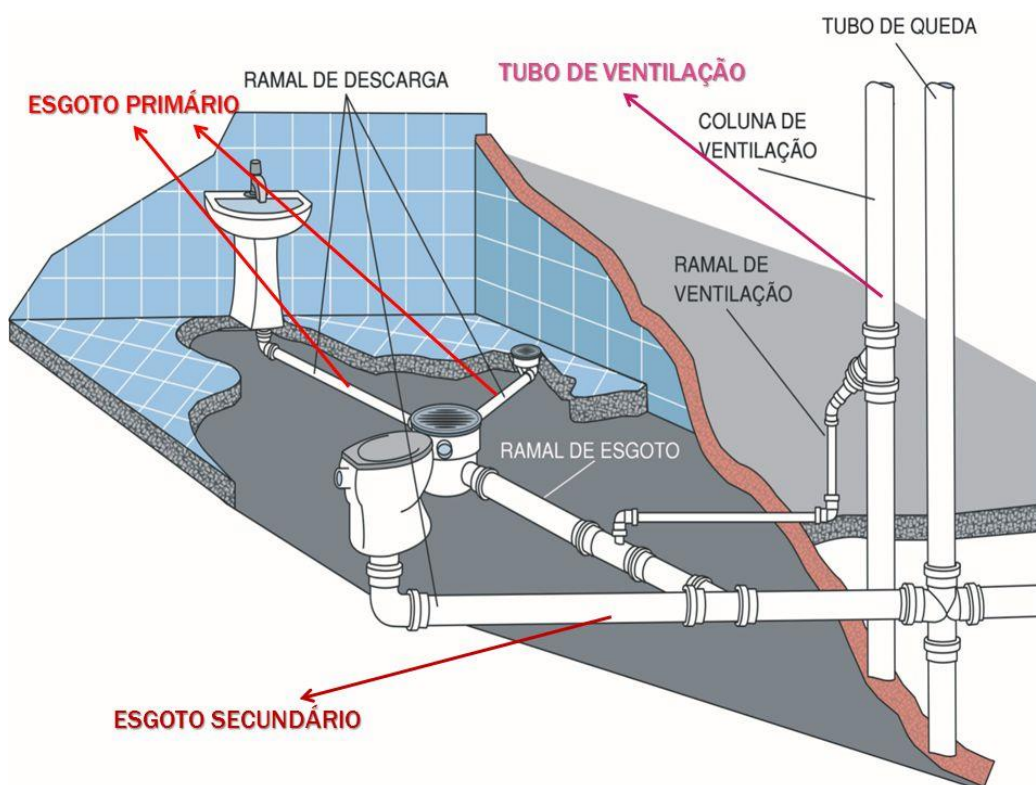 TUBO DE QUEDA
RAMAL DE DESCARGA
TUBO DE VENTILAÇÃO
ESGOTO PRIMÁRIO
COLUNA DE
VENTILAÇÃO
RAMAL DE
VENTILAÇÃO
RAMAL DE ESGOTO
ESGOTO SECUNDÁRIO